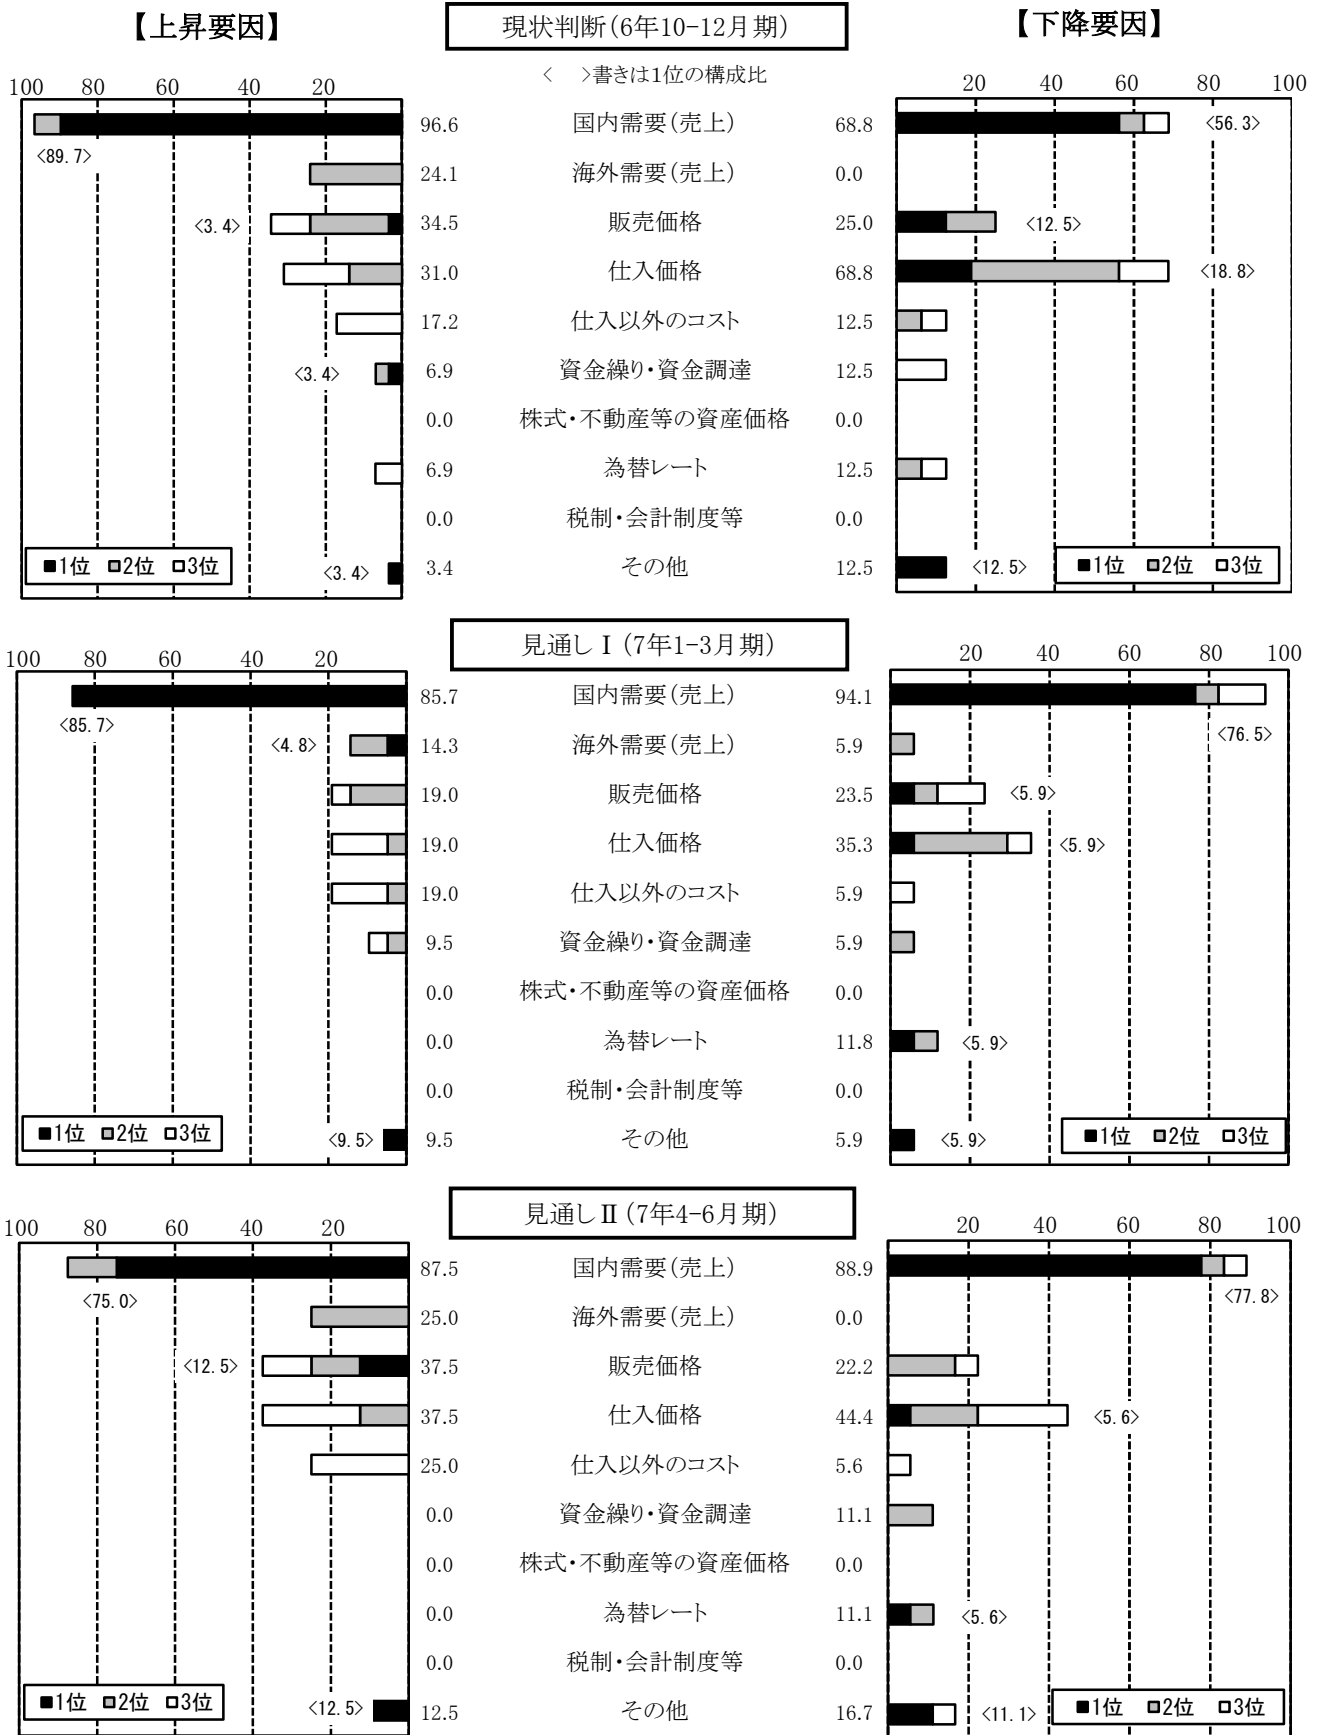 【上昇要因】 現状判断(6年10-12月期) 【下降要因】
< >書きは1位の構成比
100 80 60 40 20 20 40 60 80 100
96.6 国内需要(売上) 68.8 <56.3>
<89.7>
24.1 海外需要(売上) 0.0
<3.4> 34.5 販売価格 25.0 <12.5>
31.0 仕入価格 68.8 <18.8>
17.2 仕入以外のコスト 12.5
<3.4> 6.9 資金繰り・資金調達 12.5
0.0 株式・不動産等の資産価格 0.0
6.9 為替レート 12.5
0.0 税制・会計制度等 0.0
■1位 ■2位 □3位 <3.4> 3.4 その他 12.5 <12.5> ■1位 ■2位 □3位
見通しⅠ(7年1-3月期)
100 80 60 40 20 20 40 60 80 100
85.7 国内需要(売上) 94.1
<85.7> <76.5>
<4.8> 14.3 海外需要(売上) 5.9
19.0 販売価格 23.5 <5.9>
19.0 仕入価格 35.3 <5.9>
19.0 仕入以外のコスト 5.9
9.5 資金繰り・資金調達 5.9
0.0 株式・不動産等の資産価格 0.0
0.0 為替レート 11.8 <5.9>
0.0 税制・会計制度等 0.0
■1位 ■2位 □3位 <9.5> 9.5 その他 5.9 <5.9> ■1位 ■2位 □3位
見通しⅡ(7年4-6月期)
100 80 60 40 20 20 40 60 80 100
87.5 国内需要(売上) 88.9
<75.0> <77.8>
25.0 海外需要(売上) 0.0
<12.5> 37.5 販売価格 22.2
37.5 仕入価格 44.4 <5.6>
25.0 仕入以外のコスト 5.6
0.0 資金繰り・資金調達 11.1
0.0 株式・不動産等の資産価格 0.0
0.0 為替レート 11.1 <5.6>
0.0 税制・会計制度等 0.0
■1位 ■2位 □3位 <12.5> 12.5 その他 16.7 <11.1> ■1位 ■2位 □3位